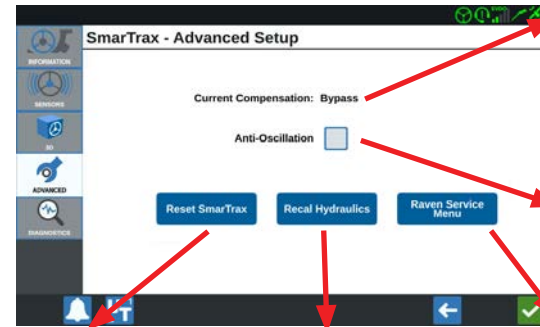 SmarTrax - Advanced Setup
INFORMATION
SENSORS
3D
ADVANCED
DIAGNOSTICS
Current Compensation: Bypass
Anti-Oscillation
Reset SmarTrax
Recal Hydraulics
Raven Service
Menu